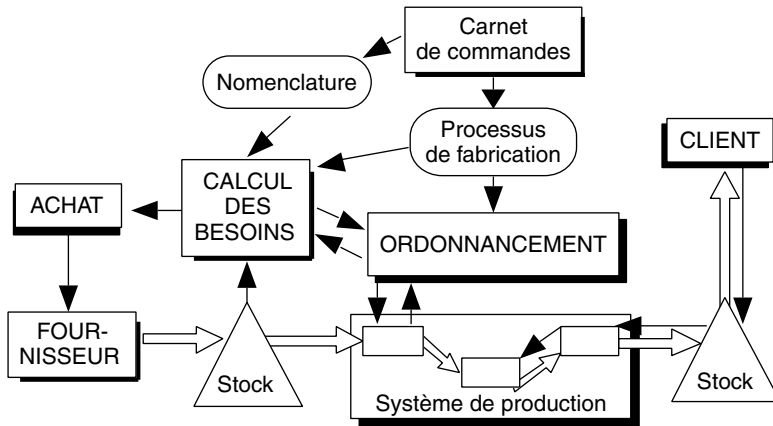 Carnet
de commandes
Nomenclature
Processus
de fabrication
CLIENT
CALCUL
DES
BESOINS
ACHAT
ORDONNANCEMENT
FOUR-
NISSEUR
Stock
Système de production
Stock